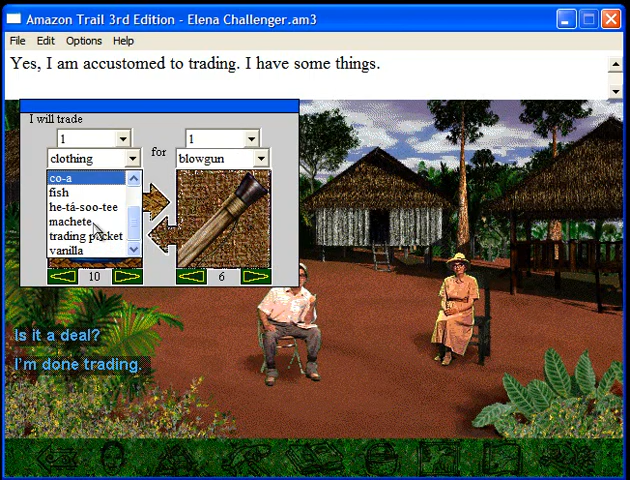 Amazon Trail 3rd Edition - Elena Challenger.am3
File Edit Options Help
Yes, I am accustomed to trading. I have some things.
I will trade
1 for 1
clothing blowgun
co-a
fish
he-tá-soo-tee
machete
trading pocket
vanilla
10 6
Is it a deal?
I'm done trading.